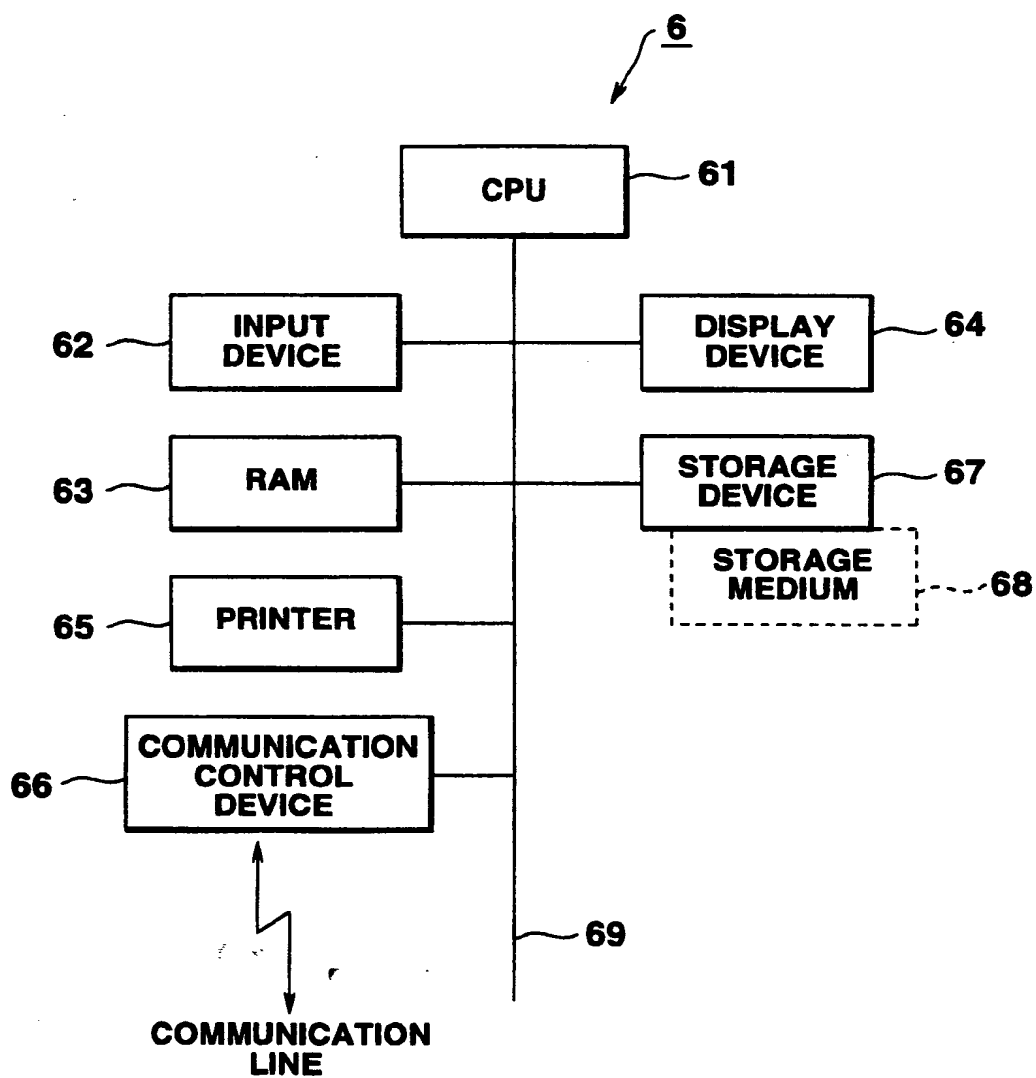 6
CPU
61
INPUT
DEVICE
62
DISPLAY
DEVICE
64
RAM
63
STORAGE
DEVICE
67
STORAGE
MEDIUM
68
PRINTER
65
COMMUNICATION
CONTROL
DEVICE
66
69
COMMUNICATION
LINE